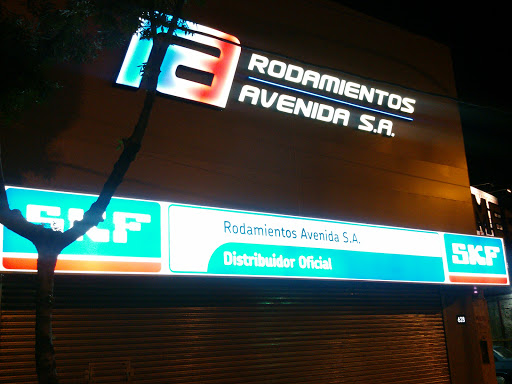 a
RODAMIENTOS
AVENIDA S.A.
SKF
Rodamientos Avenida S.A.
Distribuidor Oficial
SKF